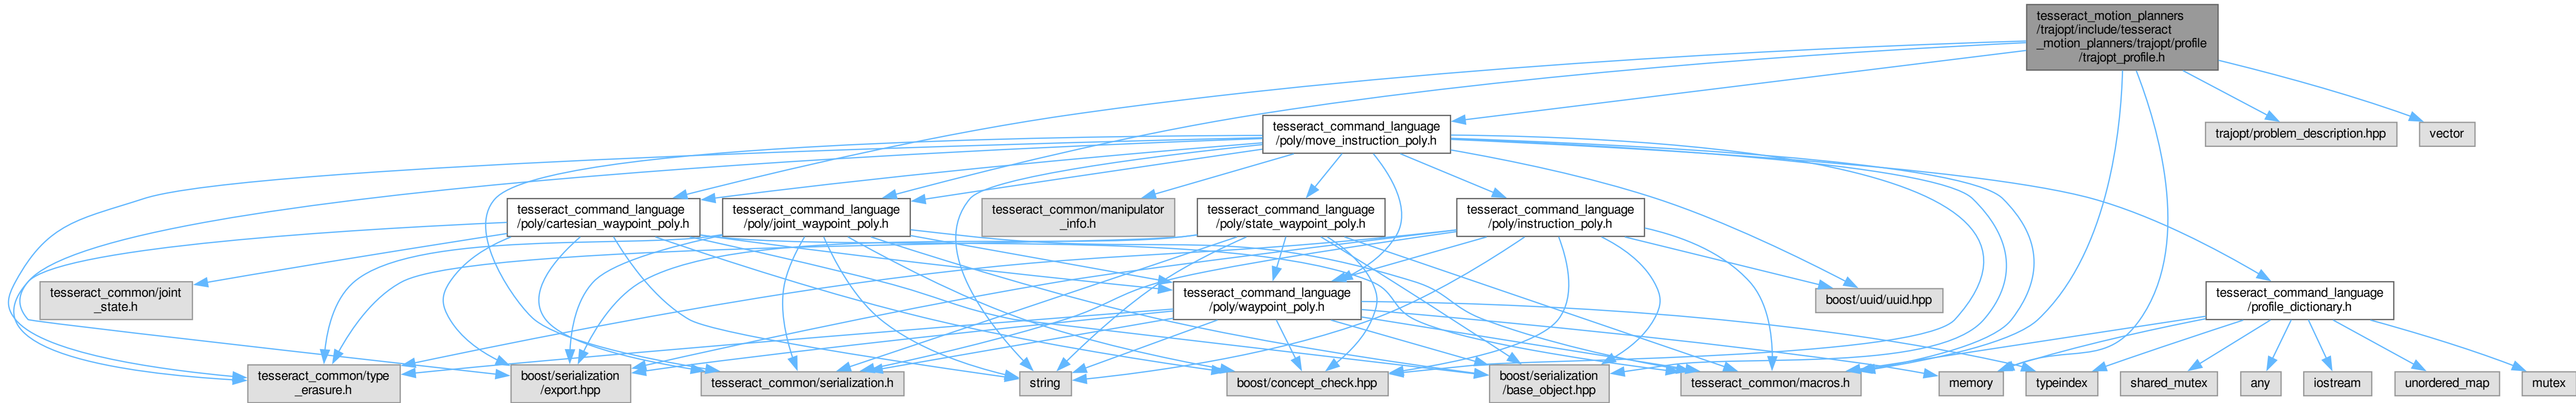 tesseract_motion_planners
/trajopt/include/tesseract
_motion_planners/trajopt/profile
/trajopt_profile.h
tesseract_command_language
/poly/move_instruction_poly.h
trajopt/problem_description.hpp
vector
tesseract_command_language
/poly/cartesian_waypoint_poly.h
tesseract_command_language
/poly/joint_waypoint_poly.h
tesseract_common/manipulator
_info.h
tesseract_command_language
/poly/state_waypoint_poly.h
tesseract_command_language
/poly/instruction_poly.h
tesseract_common/joint
_state.h
tesseract_command_language
/poly/waypoint_poly.h
boost/uuid/uuid.hpp
tesseract_command_language
/profile_dictionary.h
tesseract_common/type
_erasure.h
boost/serialization
/export.hpp
tesseract_common/serialization.h
string
boost/concept_check.hpp
boost/serialization
/base_object.hpp
tesseract_common/macros.h
memory
typeindex
shared_mutex
any
iostream
unordered_map
mutex